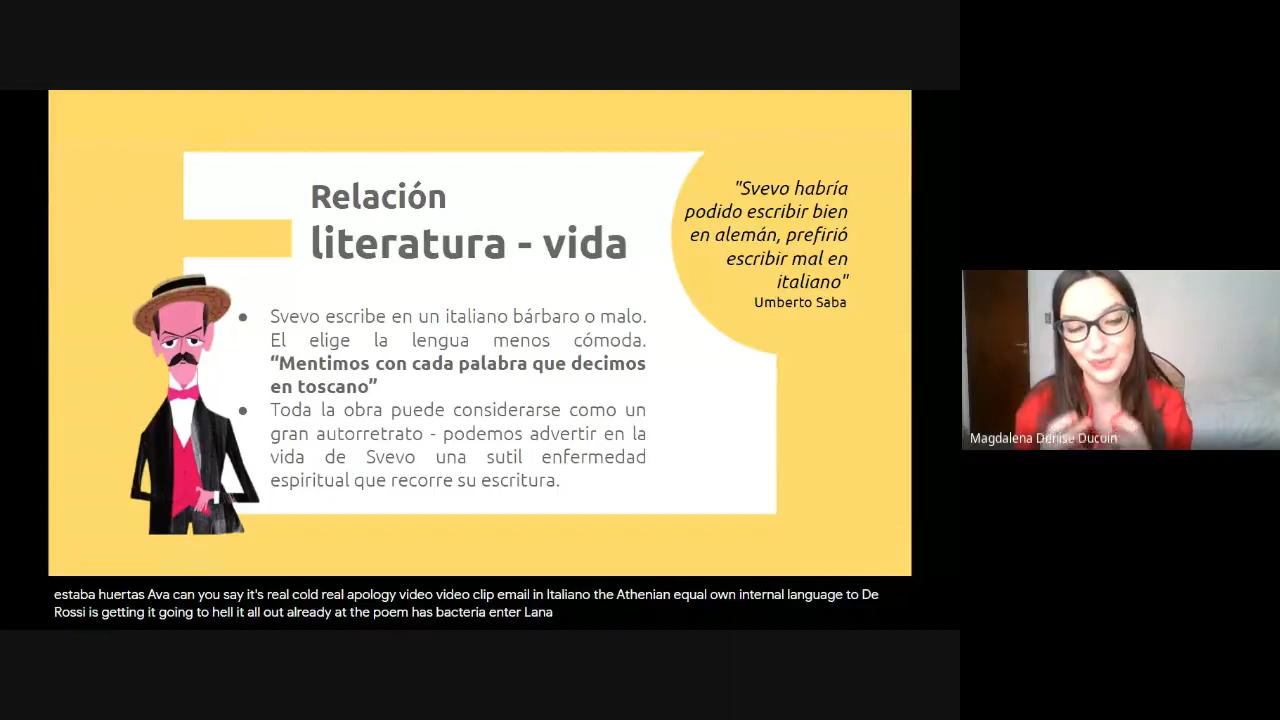 Relación
literatura - vida
"Svevo habría
podido escribir bien
en alemán, prefirió
escribir mal en
italiano"
Umberto Saba
● Svevo escribe en un italiano bárbaro o malo.
El elige la lengua menos cómoda.
“Mentimos con cada palabra que decimos
en toscano”
● Toda la obra puede considerarse como un
gran autorretrato - podemos advertir en la
vida de Svevo una sutil enfermedad
espiritual que recorre su escritura.
Magdalena Denise Ducoin
estaba huertas Ava can you say it's real cold real apology video video clip email in Italiano the Athenian equal own internal language to De
Rossi is getting it going to hell it all out already at the poem has bacteria enter Lana